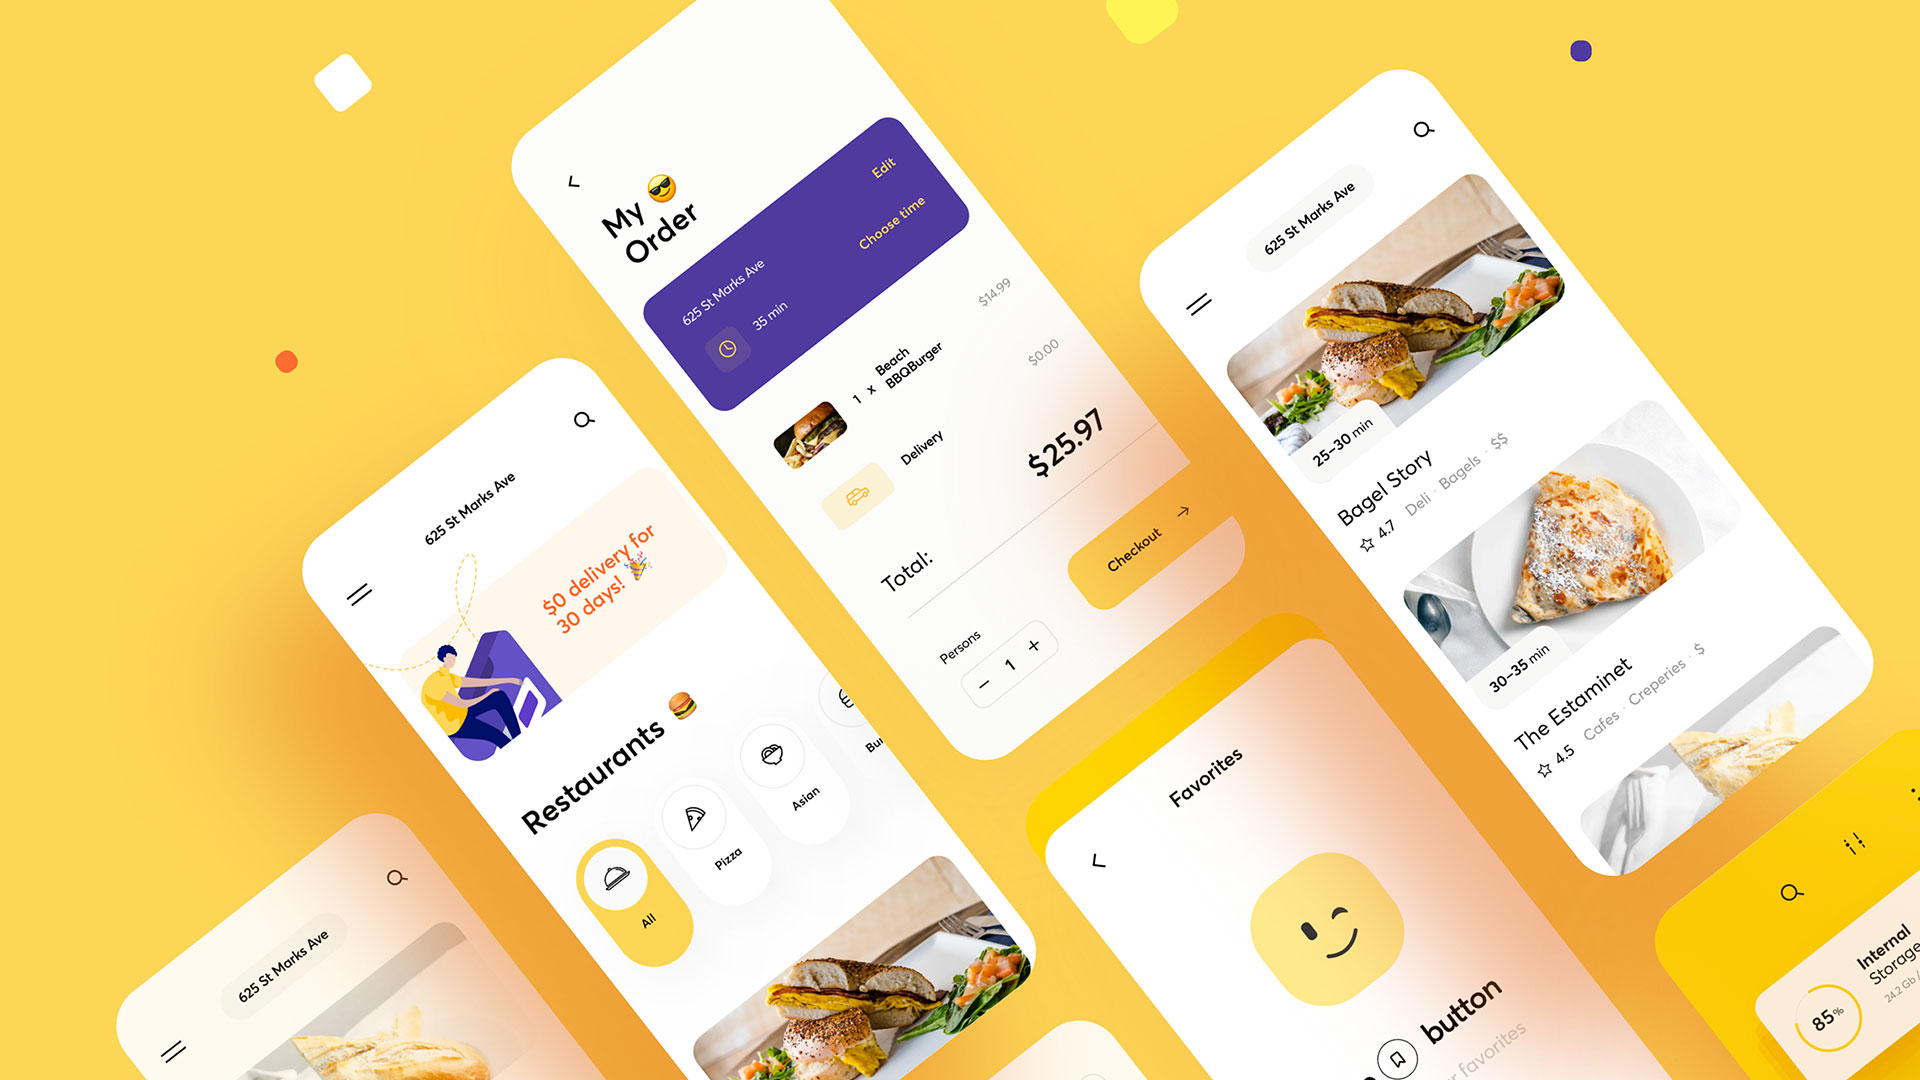 My 😎
Order
Edit
625 St Marks Ave
Choose time
35 min
1 x Beach
BBQBurger
$14.99
Delivery
$0.00
Total:
$25.97
Persons
1
Checkout
625 St Marks Ave
25–30 min
Bagel Story
4.7 Deli · Bagels · $$
30–35 min
The Estaminet
4.5 Cafes · Creperies · $
625 St Marks Ave
$0 delivery for
30 days! 🎉
Restaurants 🍔
All
Pizza
Asian
625 St Marks Ave
Favorites
button
favorites
Internal
Storage
24.2 Gb /
85%